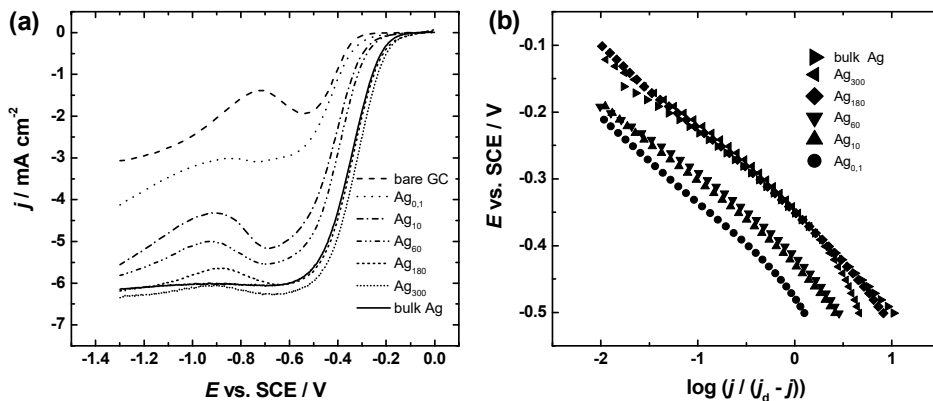 (a)
0
-1
-2
-3
-4
-5
-6
-7
j / mA cm⁻²
-1.4
-1.2
-1.0
-0.8
-0.6
-0.4
-0.2
0.0
E vs. SCE / V
bare GC
Ag₀,₁
Ag₁₀
Ag₆₀
Ag₁₈₀
Ag₃₀₀
bulk Ag
(b)
-0.1
-0.2
-0.3
-0.4
-0.5
E vs. SCE / V
-2
-1
0
1
log (j / (j_d - j))
bulk Ag
Ag₃₀₀
Ag₁₈₀
Ag₆₀
Ag₁₀
Ag₀,₁